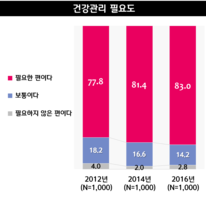 건강관리 필요도
필요한 편이다
보통이다
필요하지 않은 편이다
77.8
81.4
83.0
18.2
16.6
14.2
4.0
2.0
2.8
2012년
2014년
2016년
(N=1,000)
(N=1,000)
(N=1,000)